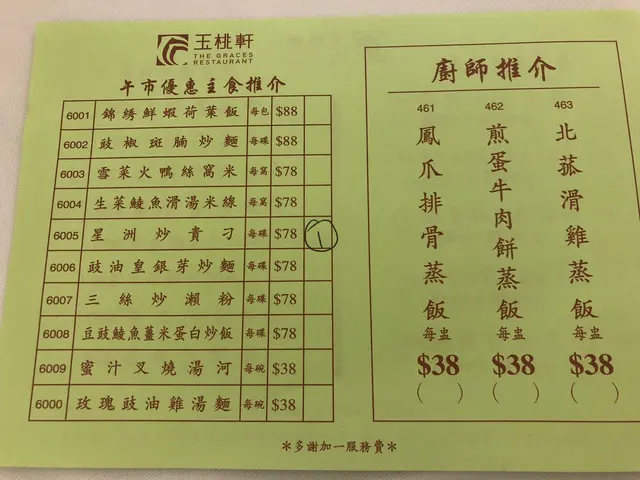 玉桃軒
THE GRACES
RESTAURANT
午市優惠主食推介
6001 錦綉鮮蝦荷葉飯 每包 $88
6002 豉椒斑腩炒麵 每碟 $88
6003 雪菜火鴨絲窩米 每窩 $78
6004 生菜鯪魚滑湯米線 每窩 $78
6005 星洲炒貴刁 每碟 $78 1
6006 豉油皇銀芽炒麵 每碟 $78
6007 三絲炒瀨粉 每碟 $78
6008 豆豉鯪魚薑米蛋白炒飯 每碟 $78
6009 蜜汁叉燒湯河 每碗 $38
6000 玫瑰豉油雞湯麵 每碗 $38
廚師推介
461 鳳爪排骨蒸飯 每盅 $38 ( )
462 煎蛋牛肉餅蒸飯 每盅 $38 ( )
463 北菇滑雞蒸飯 每盅 $38 ( )
*多謝加一服務費*